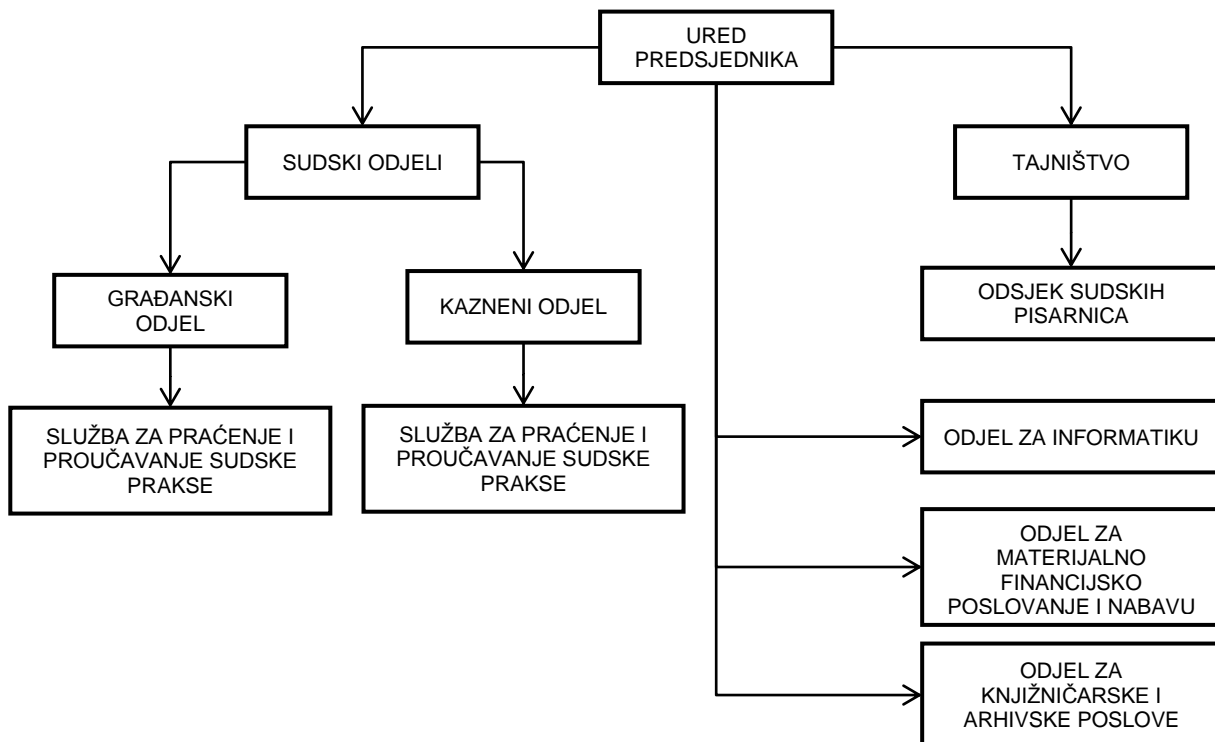 URED
PREDSJEDNIKA
SUDSKI ODJELI
TAJNIŠTVO
GRAĐANSKI
ODJEL
KAZNENI ODJEL
ODSJEK SUDSKIH
PISARNICA
SLUŽBA ZA PRAĆENJE I
PROUČAVANJE SUDSKE
PRAKSE
SLUŽBA ZA PRAĆENJE I
PROUČAVANJE SUDSKE
PRAKSE
ODJEL ZA INFORMATIKU
ODJEL ZA
MATERIJALNO
FINANCIJSKO
POSLOVANJE I NABAVU
ODJEL ZA
KNJIŽNIČARSKE I
ARHIVSKE POSLOVE